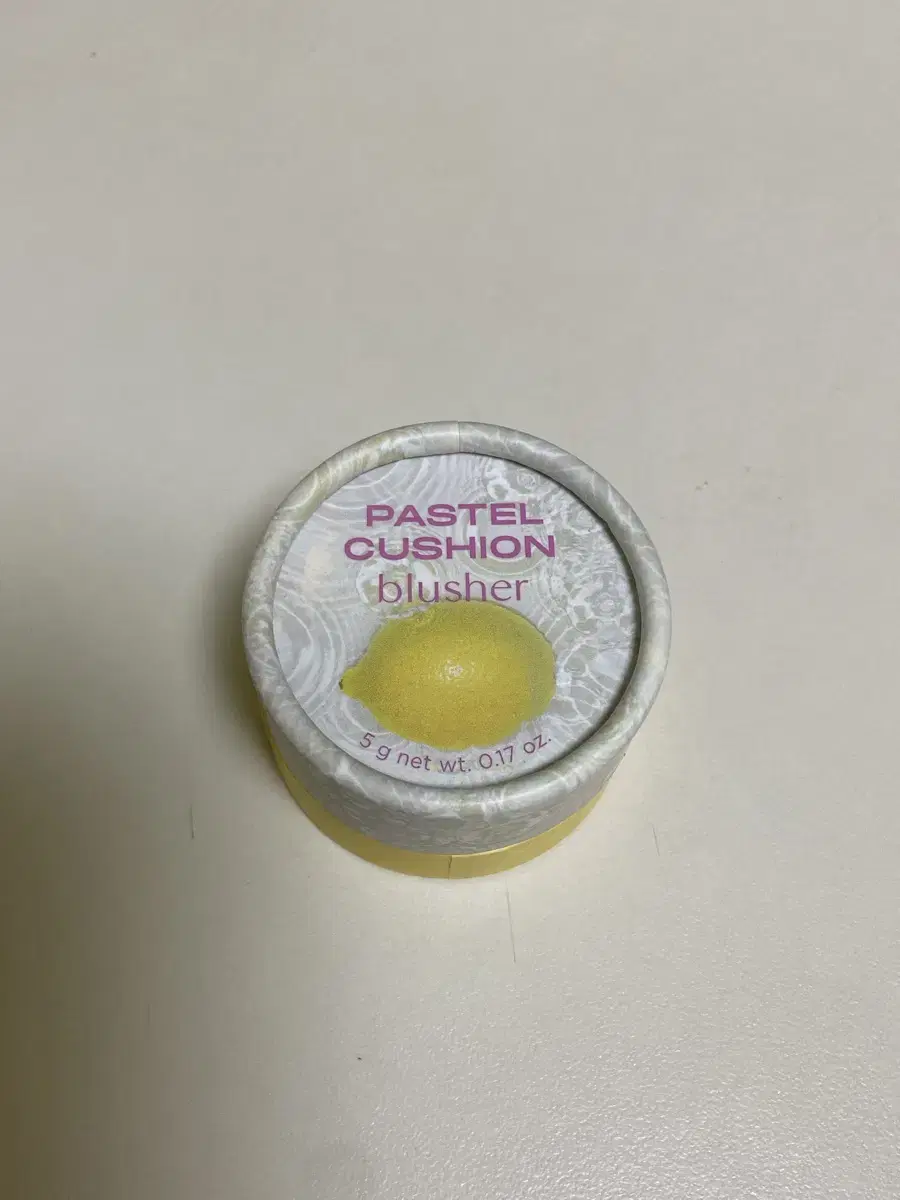 PASTEL
CUSHION
blusher
5 g net wt. 0.17 oz.